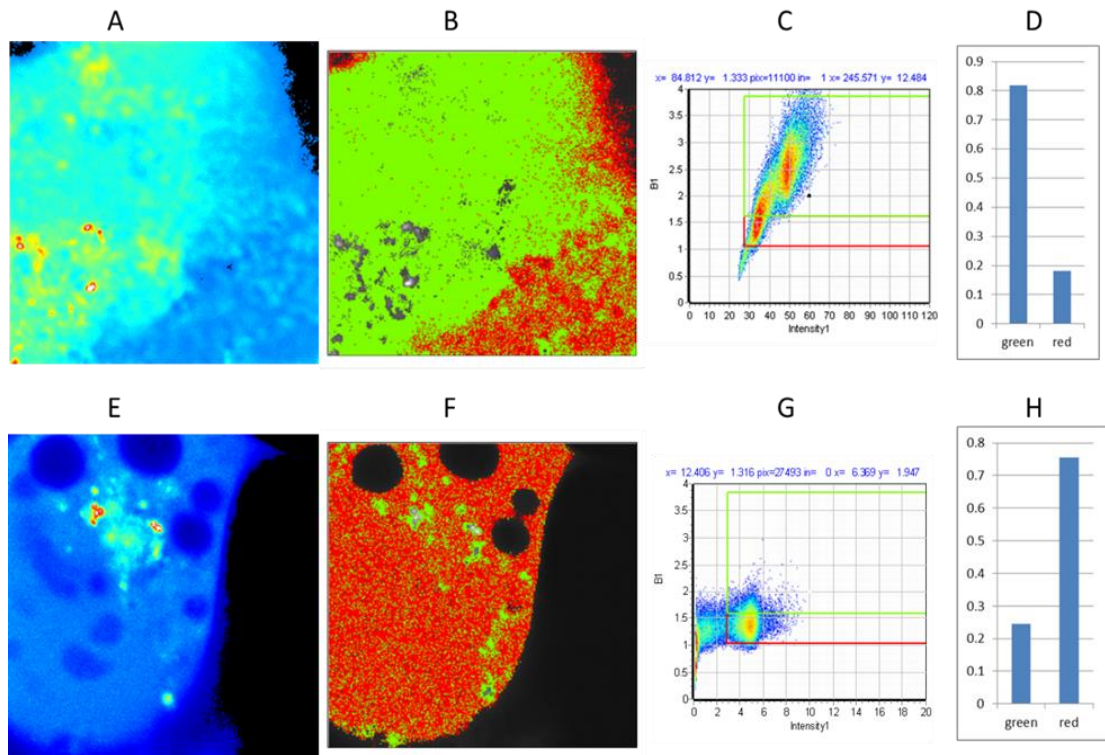 A
B
C
D
x= 84.812 y= 1.333 pix=11100 in= 1 x= 245.571 y= 12.484
4
3.5
3
2.5
2
1.5
1
0.5
0
B1
0 10 20 30 40 50 60 70 80 90 100 110 120
Intensity1
0.9
0.8
0.7
0.6
0.5
0.4
0.3
0.2
0.1
0
green red
E
F
G
H
x= 12.406 y= 1.316 pix=27493 in= 0 x= 6.369 y= 1.947
4
3.5
3
2.5
2
1.5
1
0.5
0
B1
0 2 4 6 8 10 12 14 16 18 20
Intensity1
0.8
0.7
0.6
0.5
0.4
0.3
0.2
0.1
0
green red